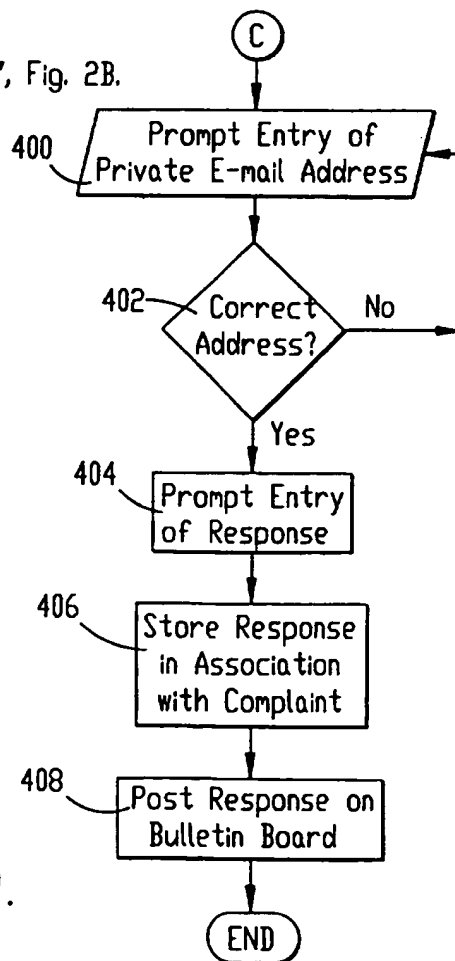 C
", Fig. 2B.
400
Prompt Entry of
Private E-mail Address
402
Correct
Address?
No
Yes
404
Prompt Entry
of Response
406
Store Response
in Association
with Complaint
408
Post Response on
Bulletin Board
END